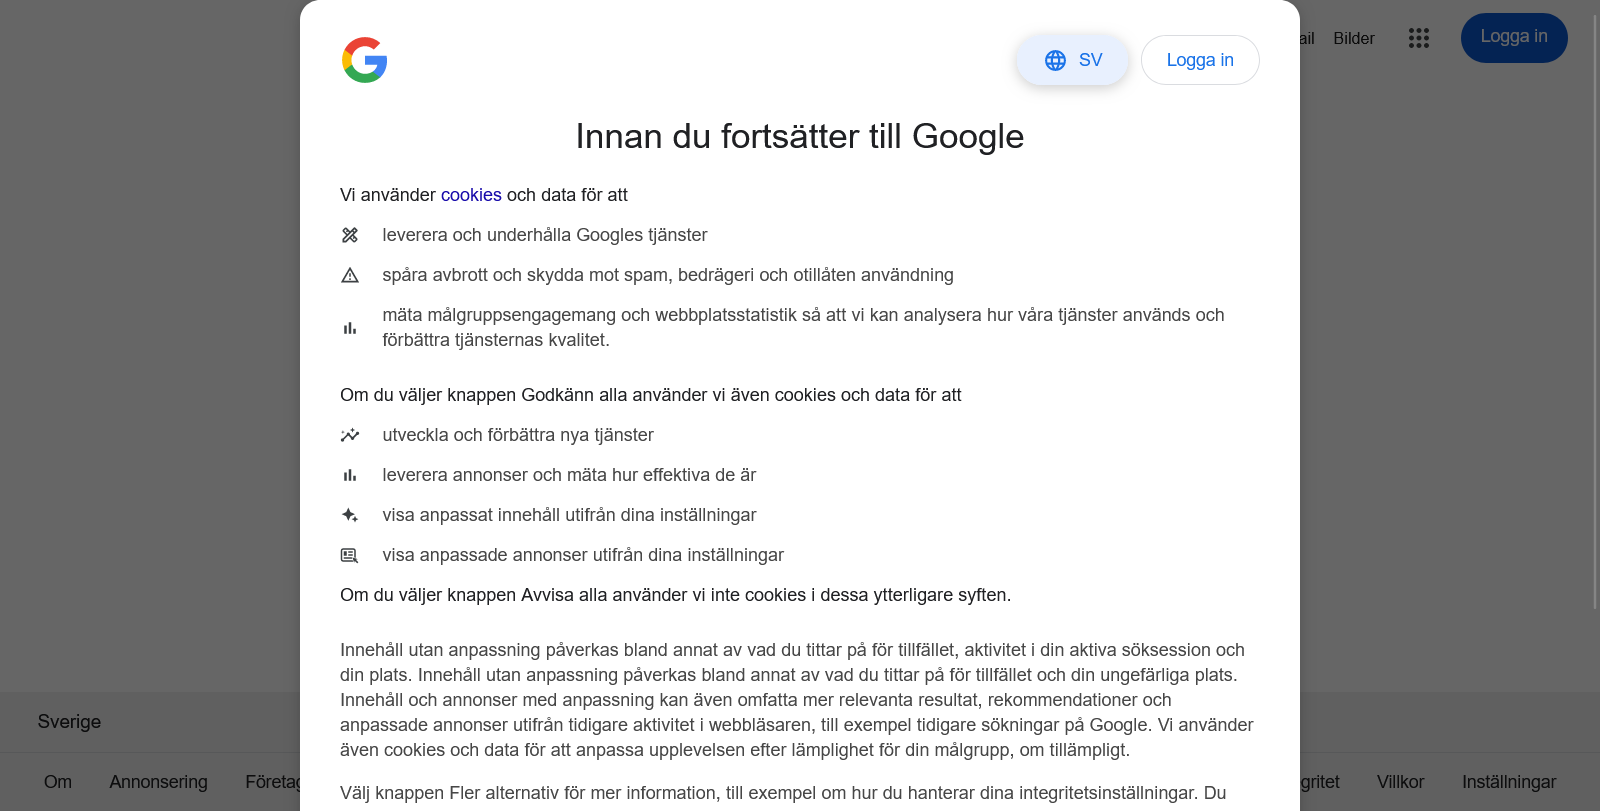 Bilder
Logga in
SV
Logga in
Innan du fortsätter till Google
Vi använder cookies och data för att
leverera och underhålla Googles tjänster
spåra avbrott och skydda mot spam, bedrägeri och otillåten användning
mäta målgruppsengagemang och webbplatsstatistik så att vi kan analysera hur våra tjänster används och
förbättra tjänsternas kvalitet.
Om du väljer knappen Godkänn alla använder vi även cookies och data för att
utveckla och förbättra nya tjänster
leverera annonser och mäta hur effektiva de är
visa anpassat innehåll utifrån dina inställningar
visa anpassade annonser utifrån dina inställningar
Om du väljer knappen Avvisa alla använder vi inte cookies i dessa ytterligare syften.
Innehåll utan anpassning påverkas bland annat av vad du tittar på för tillfället, aktivitet i din aktiva söksession och
din plats. Innehåll utan anpassning påverkas bland annat av vad du tittar på för tillfället och din ungefärliga plats.
Innehåll och annonser med anpassning kan även omfatta mer relevanta resultat, rekommendationer och
anpassade annonser utifrån tidigare aktivitet i webbläsaren, till exempel tidigare sökningar på Google. Vi använder
även cookies och data för att anpassa upplevelsen efter lämplighet för din målgrupp, om tillämpligt.
Välj knappen Fler alternativ för mer information, till exempel om hur du hanterar dina integritetsinställningar. Du
Sverige
Om Annonsering Villkor Inställningar